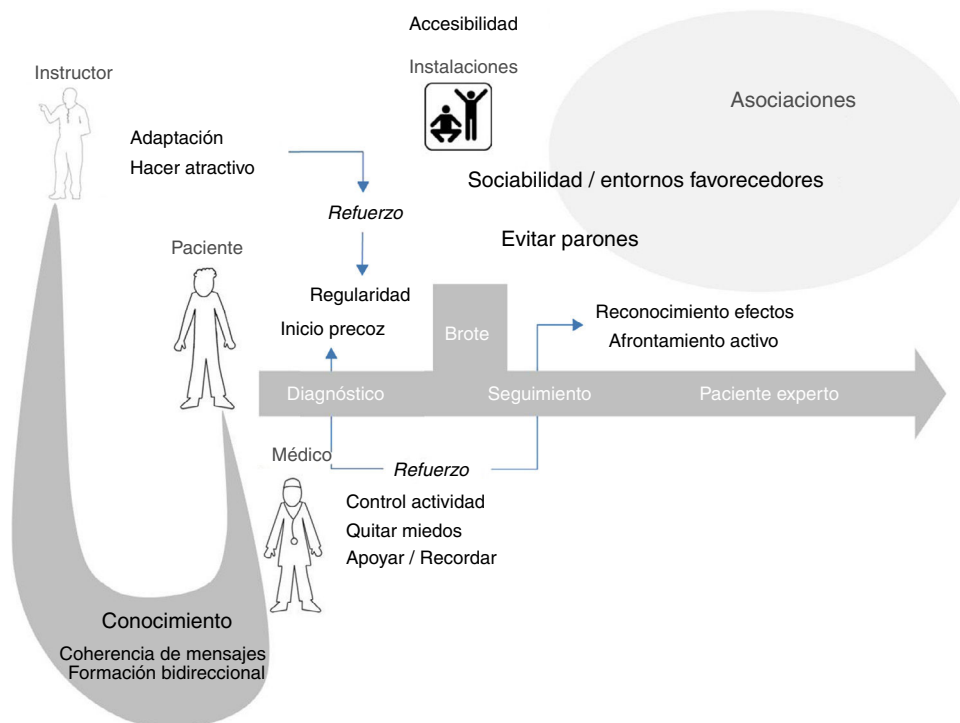 Accesibilidad
Instalaciones
Instructor
Asociaciones
Adaptación
Hacer atractivo
Sociabilidad / entornos favorecedores
Refuerzo
Evitar parones
Paciente
Regularidad
Inicio precoz
Brote
Reconocimiento efectos
Afrontamiento activo
Diagnóstico
Seguimiento
Paciente experto
Médico
Refuerzo
Control actividad
Quitar miedos
Apoyar / Recordar
Conocimiento
Coherencia de mensajes
Formación bidireccional